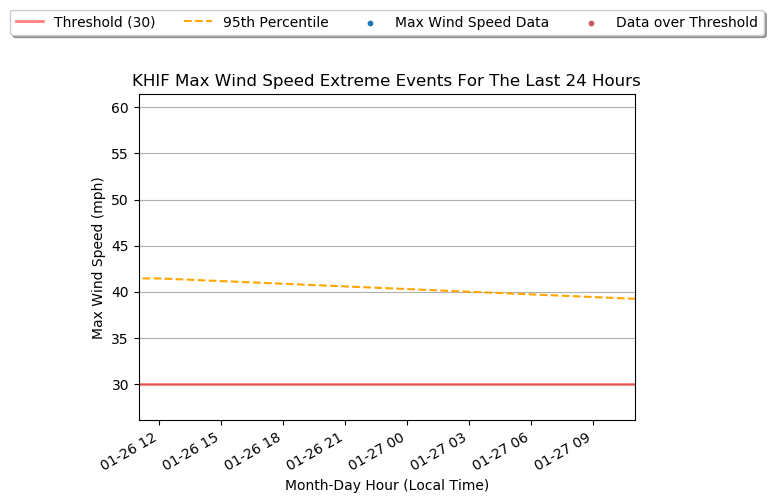 Threshold (30) 95th Percentile Max Wind Speed Data Data over Threshold
KHIF Max Wind Speed Extreme Events For The Last 24 Hours
60
55
50
45
40
35
30
Max Wind Speed (mph)
01-26 12 01-26 15 01-26 18 01-26 21 01-27 00 01-27 03 01-27 06 01-27 09
Month-Day Hour (Local Time)